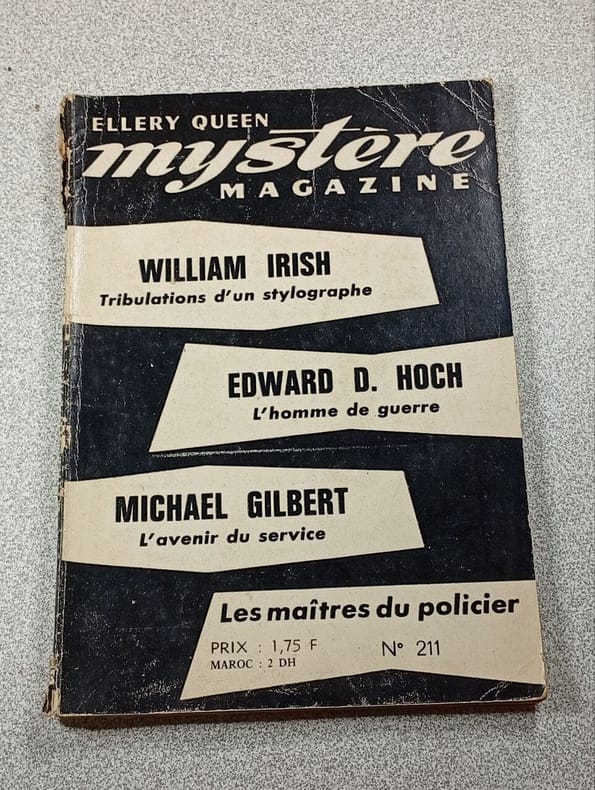 ELLERY QUEEN
mystère
MAGAZINE
WILLIAM IRISH
Tribulations d'un stylographe
EDWARD D. HOCH
L'homme de guerre
MICHAEL GILBERT
L'avenir du service
Les maîtres du policier
PRIX : 1,75 F N° 211
MAROC : 2 DH